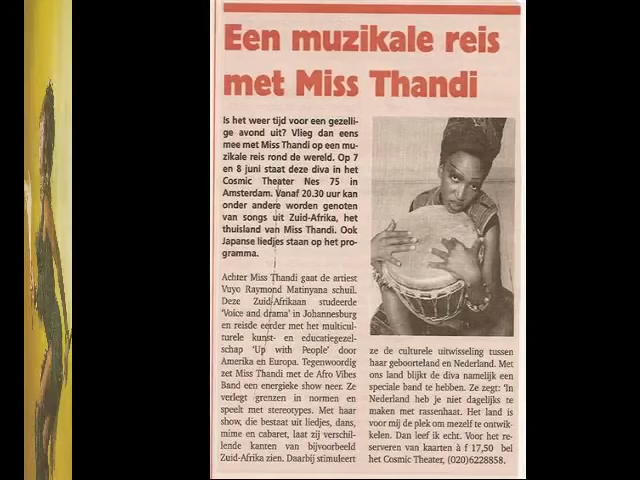 Een muzikale reis
met Miss Thandi
Is het weer tijd voor een gezelli-
ge avond uit? Vlieg dan eens
mee met Miss Thandi op een mu-
zikale reis rond de wereld. Op 7
en 8 juni staat deze diva in het
Cosmic Theater Nes 75 in
Amsterdam. Vanaf 20.30 uur kan
onder andere worden genoten
van songs uit Zuid-Afrika, het
thuisland van Miss Thandi. Ook
Japanse liedjes staan op het pro-
gramma.
Achter Miss Thandi gaat de artiest
Vuyo Raymond Matinyana schuil.
Deze Zuid-Afrikaan studeerde
'Voice and drama' in Johannesburg
en reisde eerder met het multicul-
turele kunst- en educatiegezel-
schap 'Up with People' door
Amerika en Europa. Tegenwoordig
zet Miss Thandi met de Afro Vibes
Band een energieke show neer. Ze
verlegt grenzen in normen en
speelt met stereotypes. Met haar
show, die bestaat uit liedjes, dans,
mime en cabaret, laat zij verschil-
lende kanten van bijvoorbeeld
Zuid-Afrika zien. Daarbij stimuleert
ze de culturele uitwisseling tussen
haar geboorteland en Nederland. Met
ons land blijkt de diva namelijk een
speciale band te hebben. Ze zegt: 'In
Nederland heb je niet dagelijks te
maken met rassenhaat. Het land is
voor mij de plek om mezelf te ontwik-
kelen. Dan leef ik echt. Voor het re-
serveren van kaarten à f 17,50 bel
het Cosmic Theater, (020)6228858.